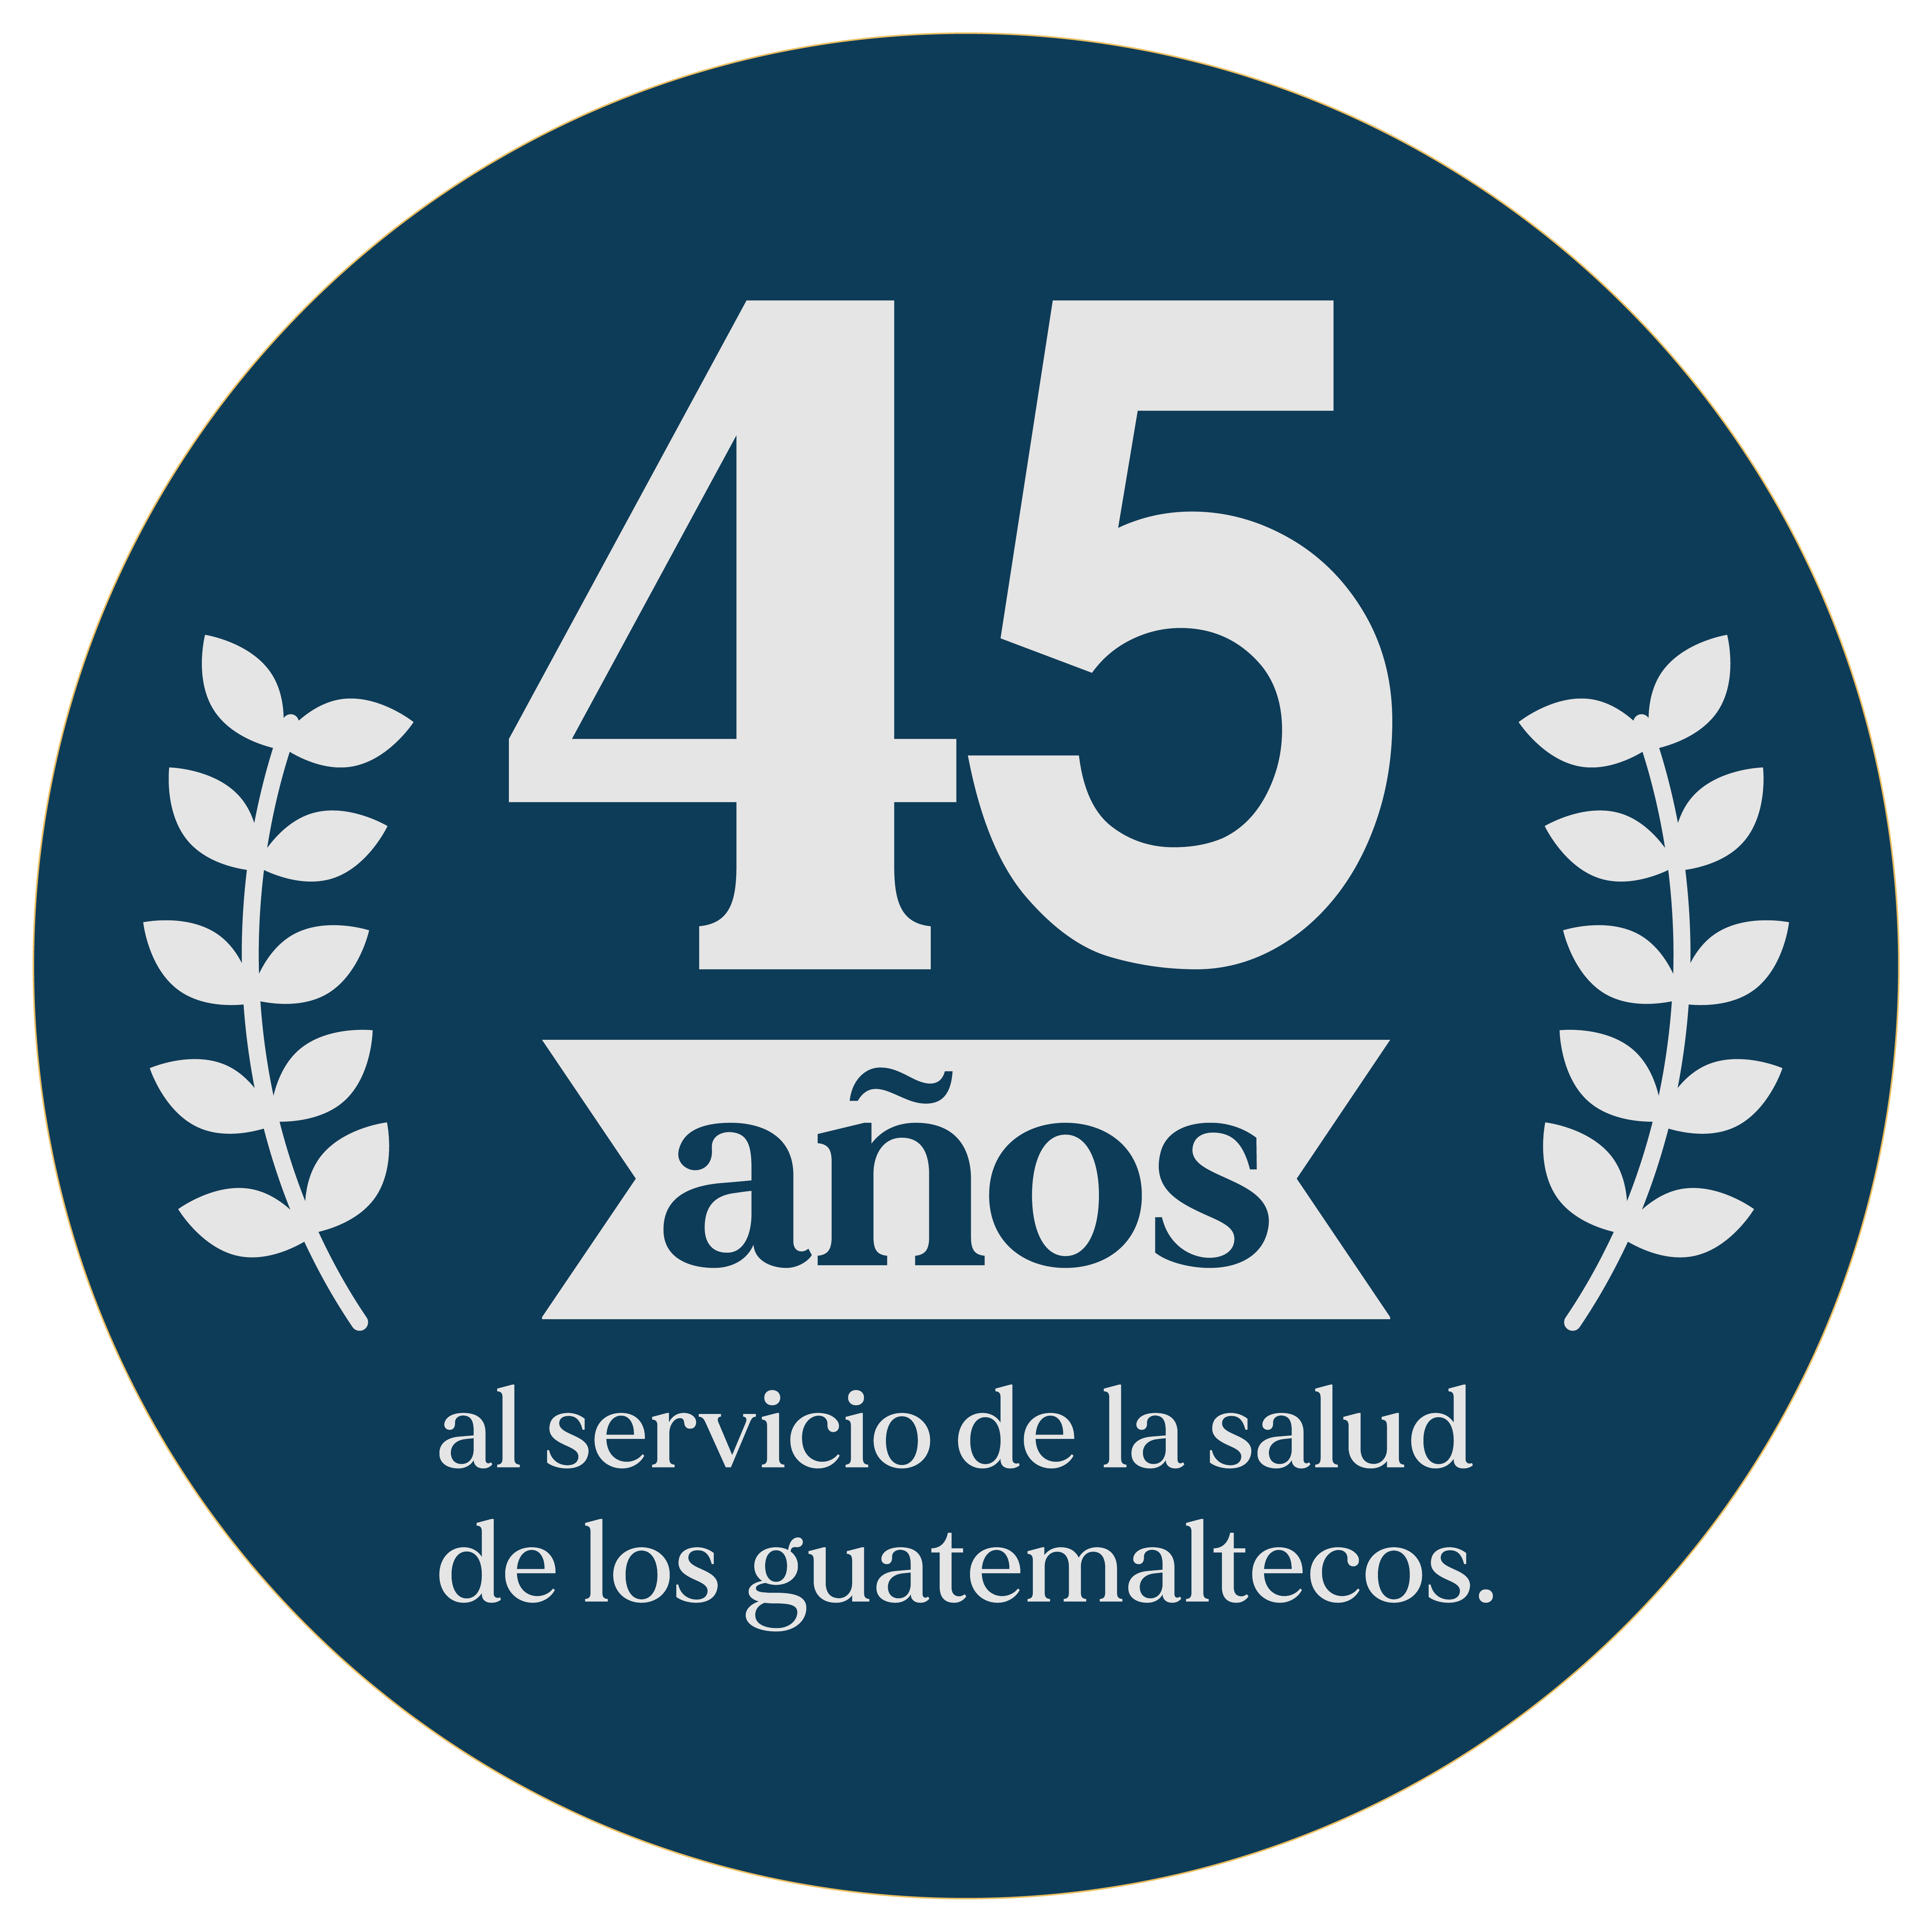 45
años
al servicio de la salud
de los guatemaltecos.